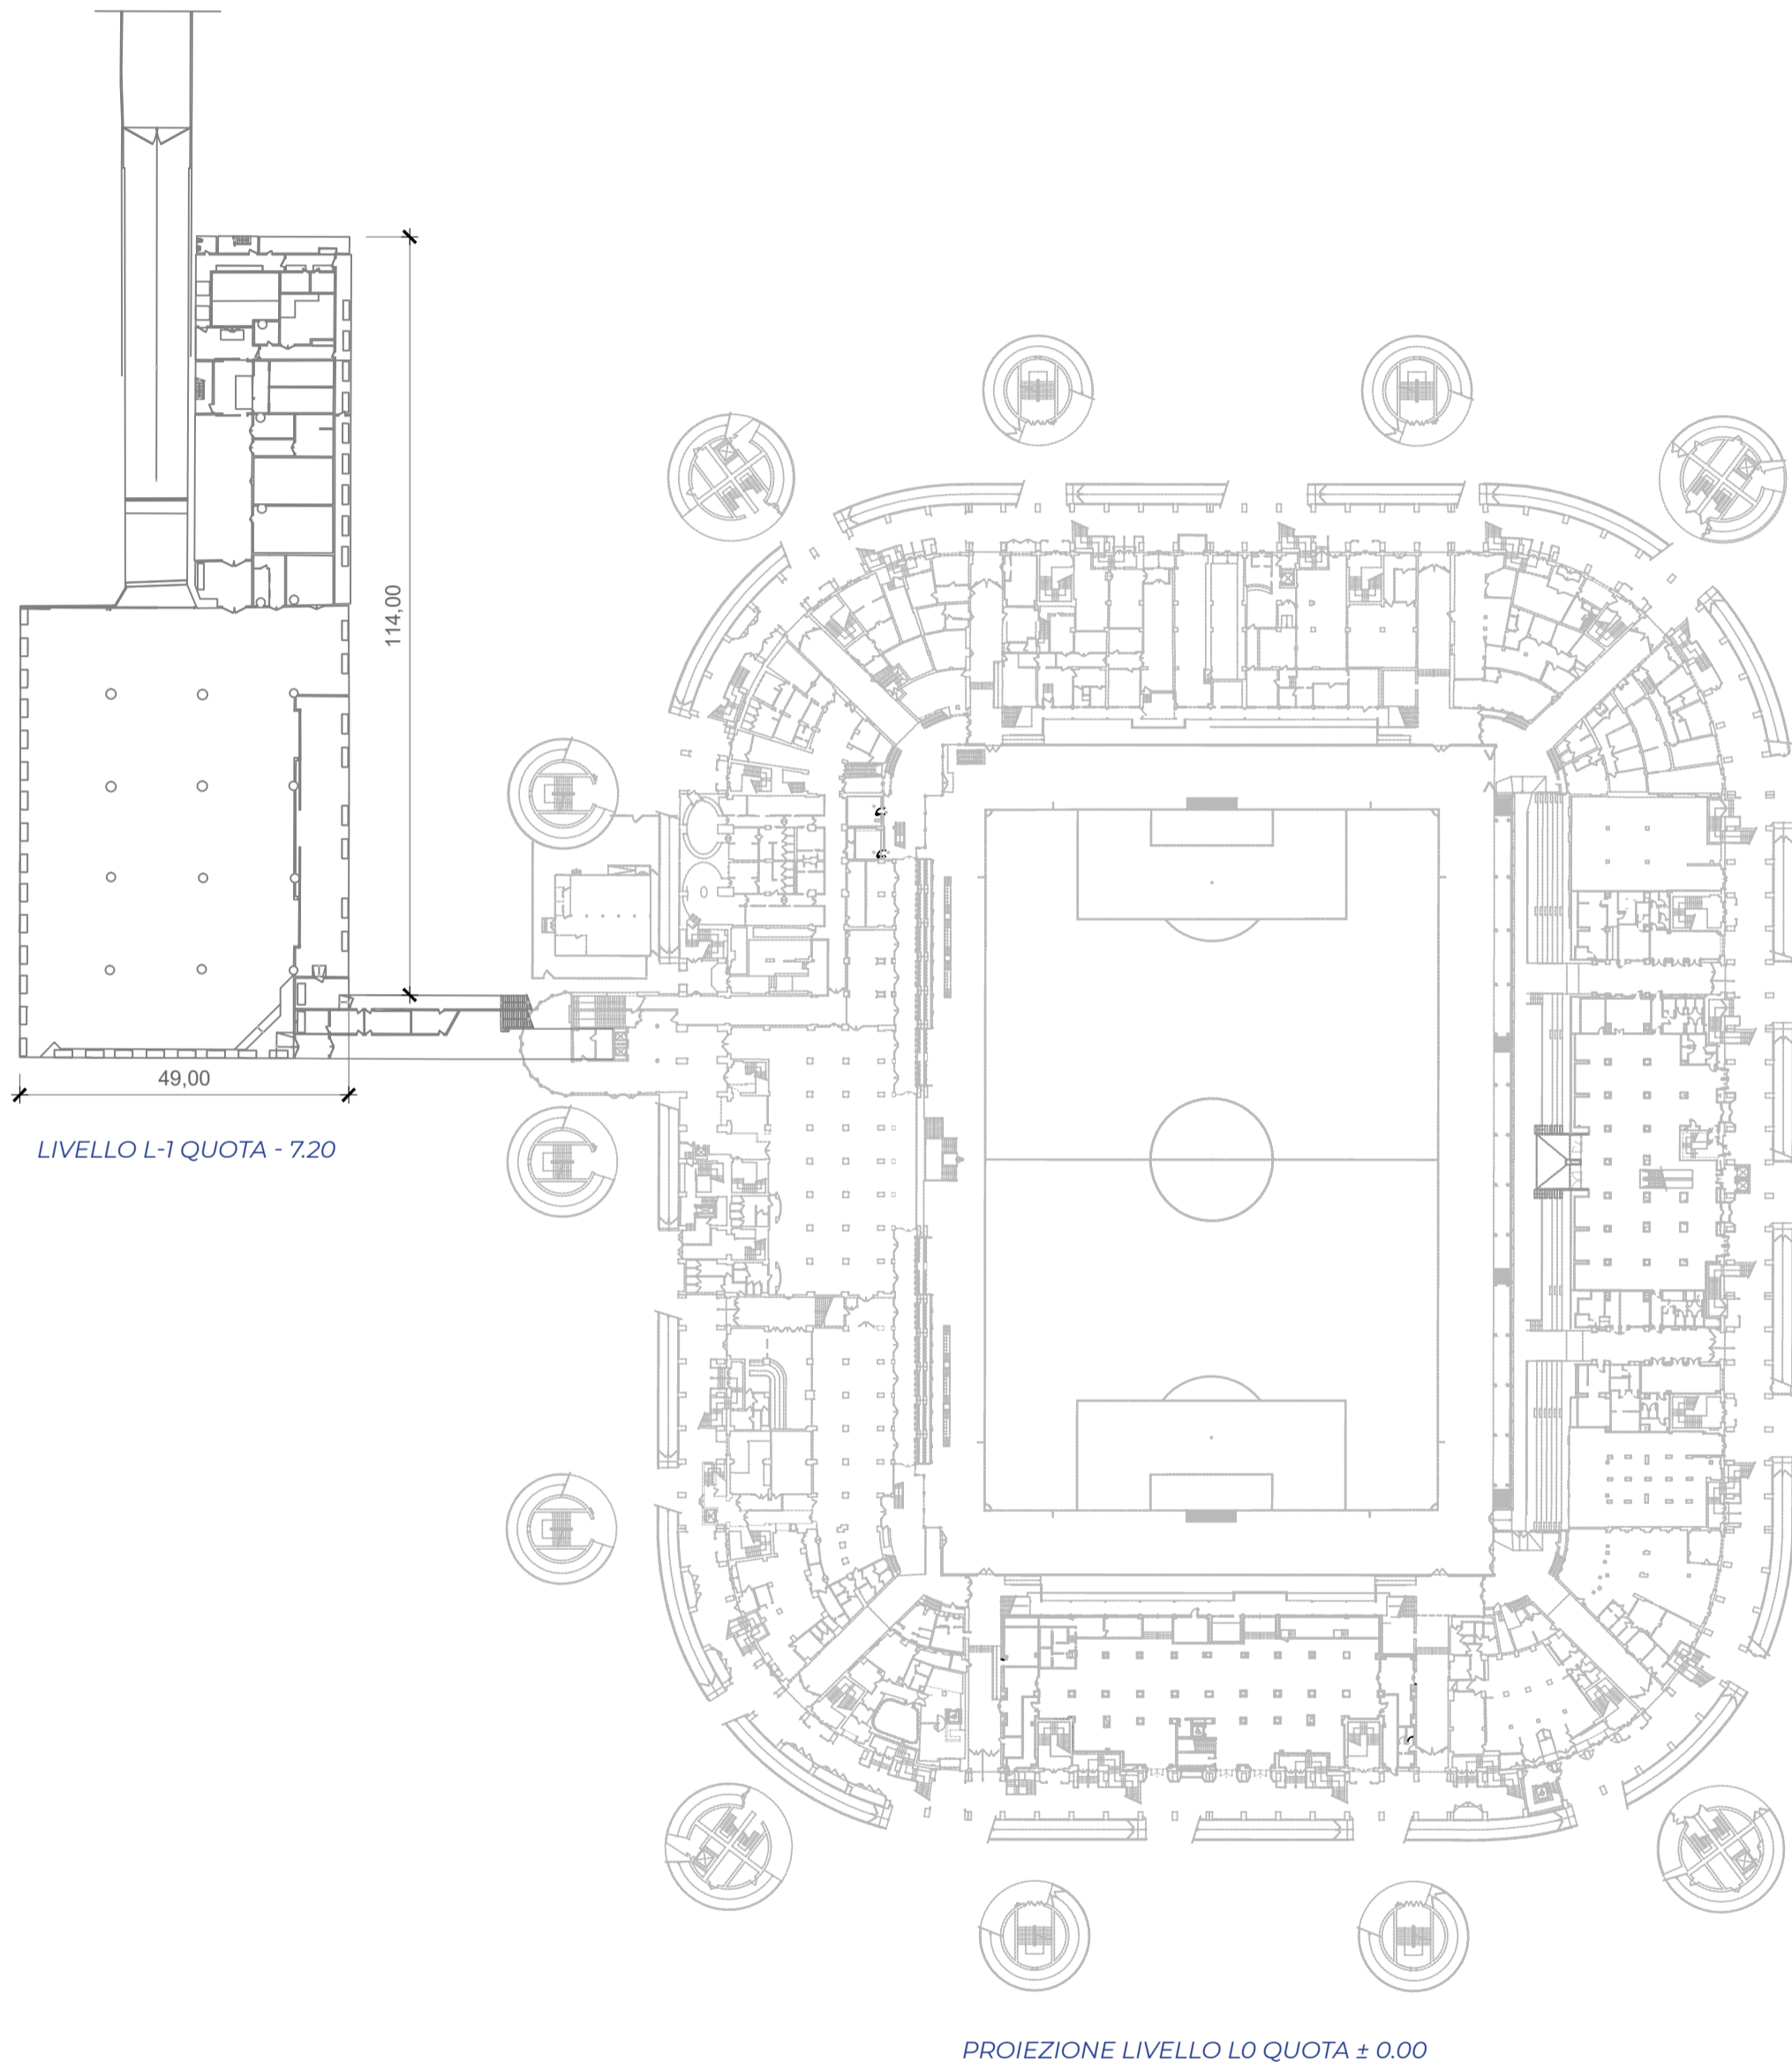 114,00
49,00
LIVELLO L-1 QUOTA - 7.20
PROIEZIONE LIVELLO L0 QUOTA ± 0.00